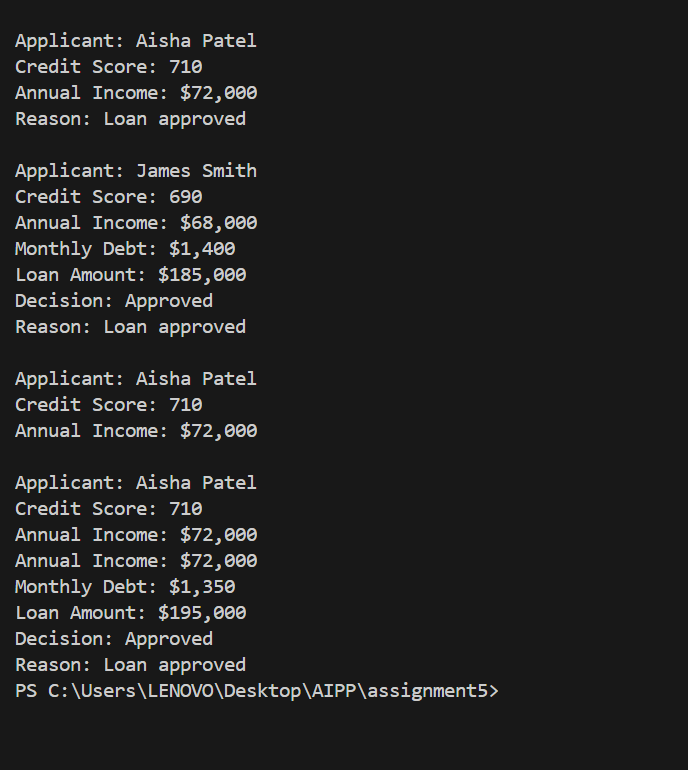 Applicant: Aisha Patel
Credit Score: 710
Annual Income: $72,000
Reason: Loan approved

Applicant: James Smith
Credit Score: 690
Annual Income: $68,000
Monthly Debt: $1,400
Loan Amount: $185,000
Decision: Approved
Reason: Loan approved

Applicant: Aisha Patel
Credit Score: 710
Annual Income: $72,000

Applicant: Aisha Patel
Credit Score: 710
Annual Income: $72,000
Annual Income: $72,000
Monthly Debt: $1,350
Loan Amount: $195,000
Decision: Approved
Reason: Loan approved
PS C:\Users\LENOVO\Desktop\AIPP\assignment5>